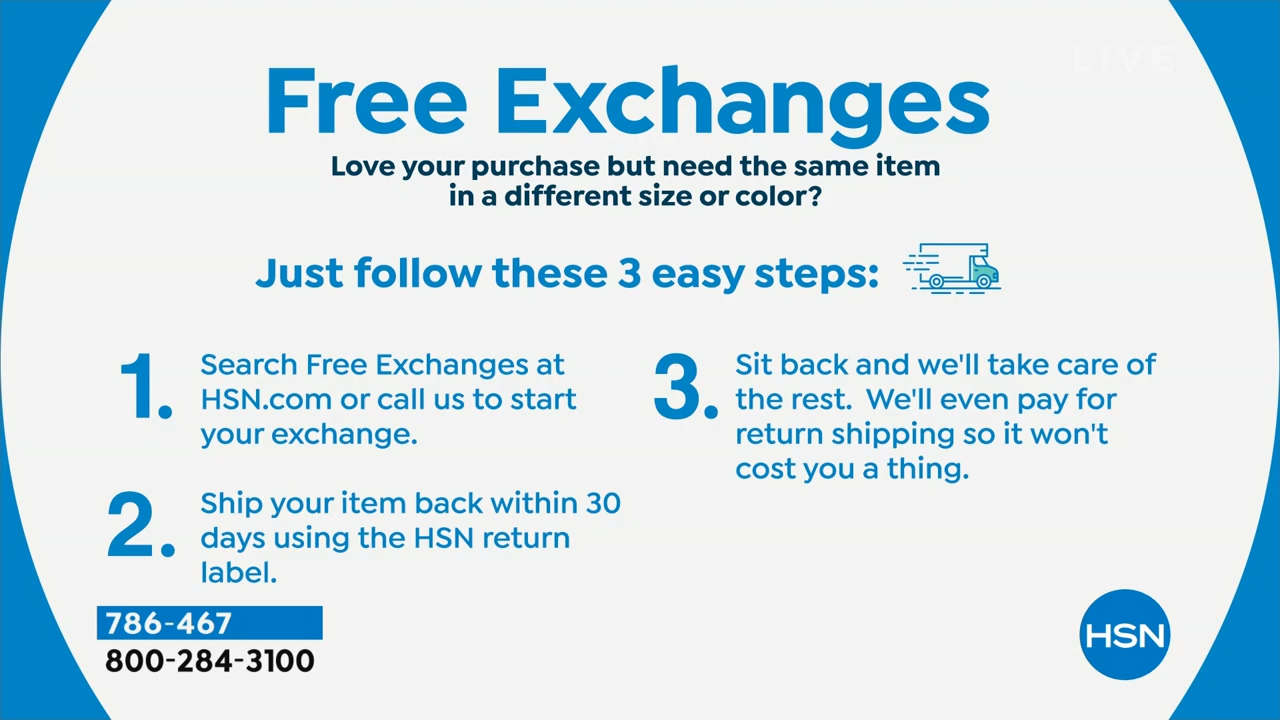 LIVE
Free Exchanges
Love your purchase but need the same item
in a different size or color?
Just follow these 3 easy steps:
1. Search Free Exchanges at
HSN.com or call us to start
your exchange.
2. Ship your item back within 30
days using the HSN return
label.
3. Sit back and we'll take care of
the rest. We'll even pay for
return shipping so it won't
cost you a thing.
786-467
800-284-3100
HSN